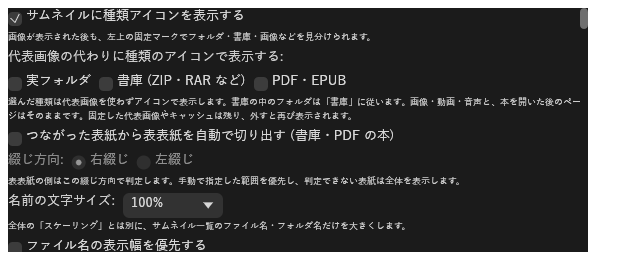 サムネイルに種類アイコンを表示する
画像が表示された後も、左上の固定マークでフォルダ・書庫・画像などを見分けられます。
代表画像の代わりに種類のアイコンで表示する:
実フォルダ 書庫 (ZIP・RAR など) PDF・EPUB
選んだ種類は代表画像を使わずアイコンで表示します。書庫の中のフォルダは「書庫」に従います。画像・動画・音声と、本を開いた後のペー
ジはそのままです。固定した代表画像やキャッシュは残り、外すと再び表示されます。
つながった表紙から表表紙を自動で切り出す (書庫・PDF の本)
綴じ方向: 右綴じ 左綴じ
表表紙の側はこの綴じ方向で判定します。手動で指定した範囲を優先し、判定できない表紙は全体を表示します。
名前の文字サイズ: 100%
全体の「スケーリング」とは別に、サムネイル一覧のファイル名・フォルダ名だけを大きくします。
ファイル名の表示幅を優先する